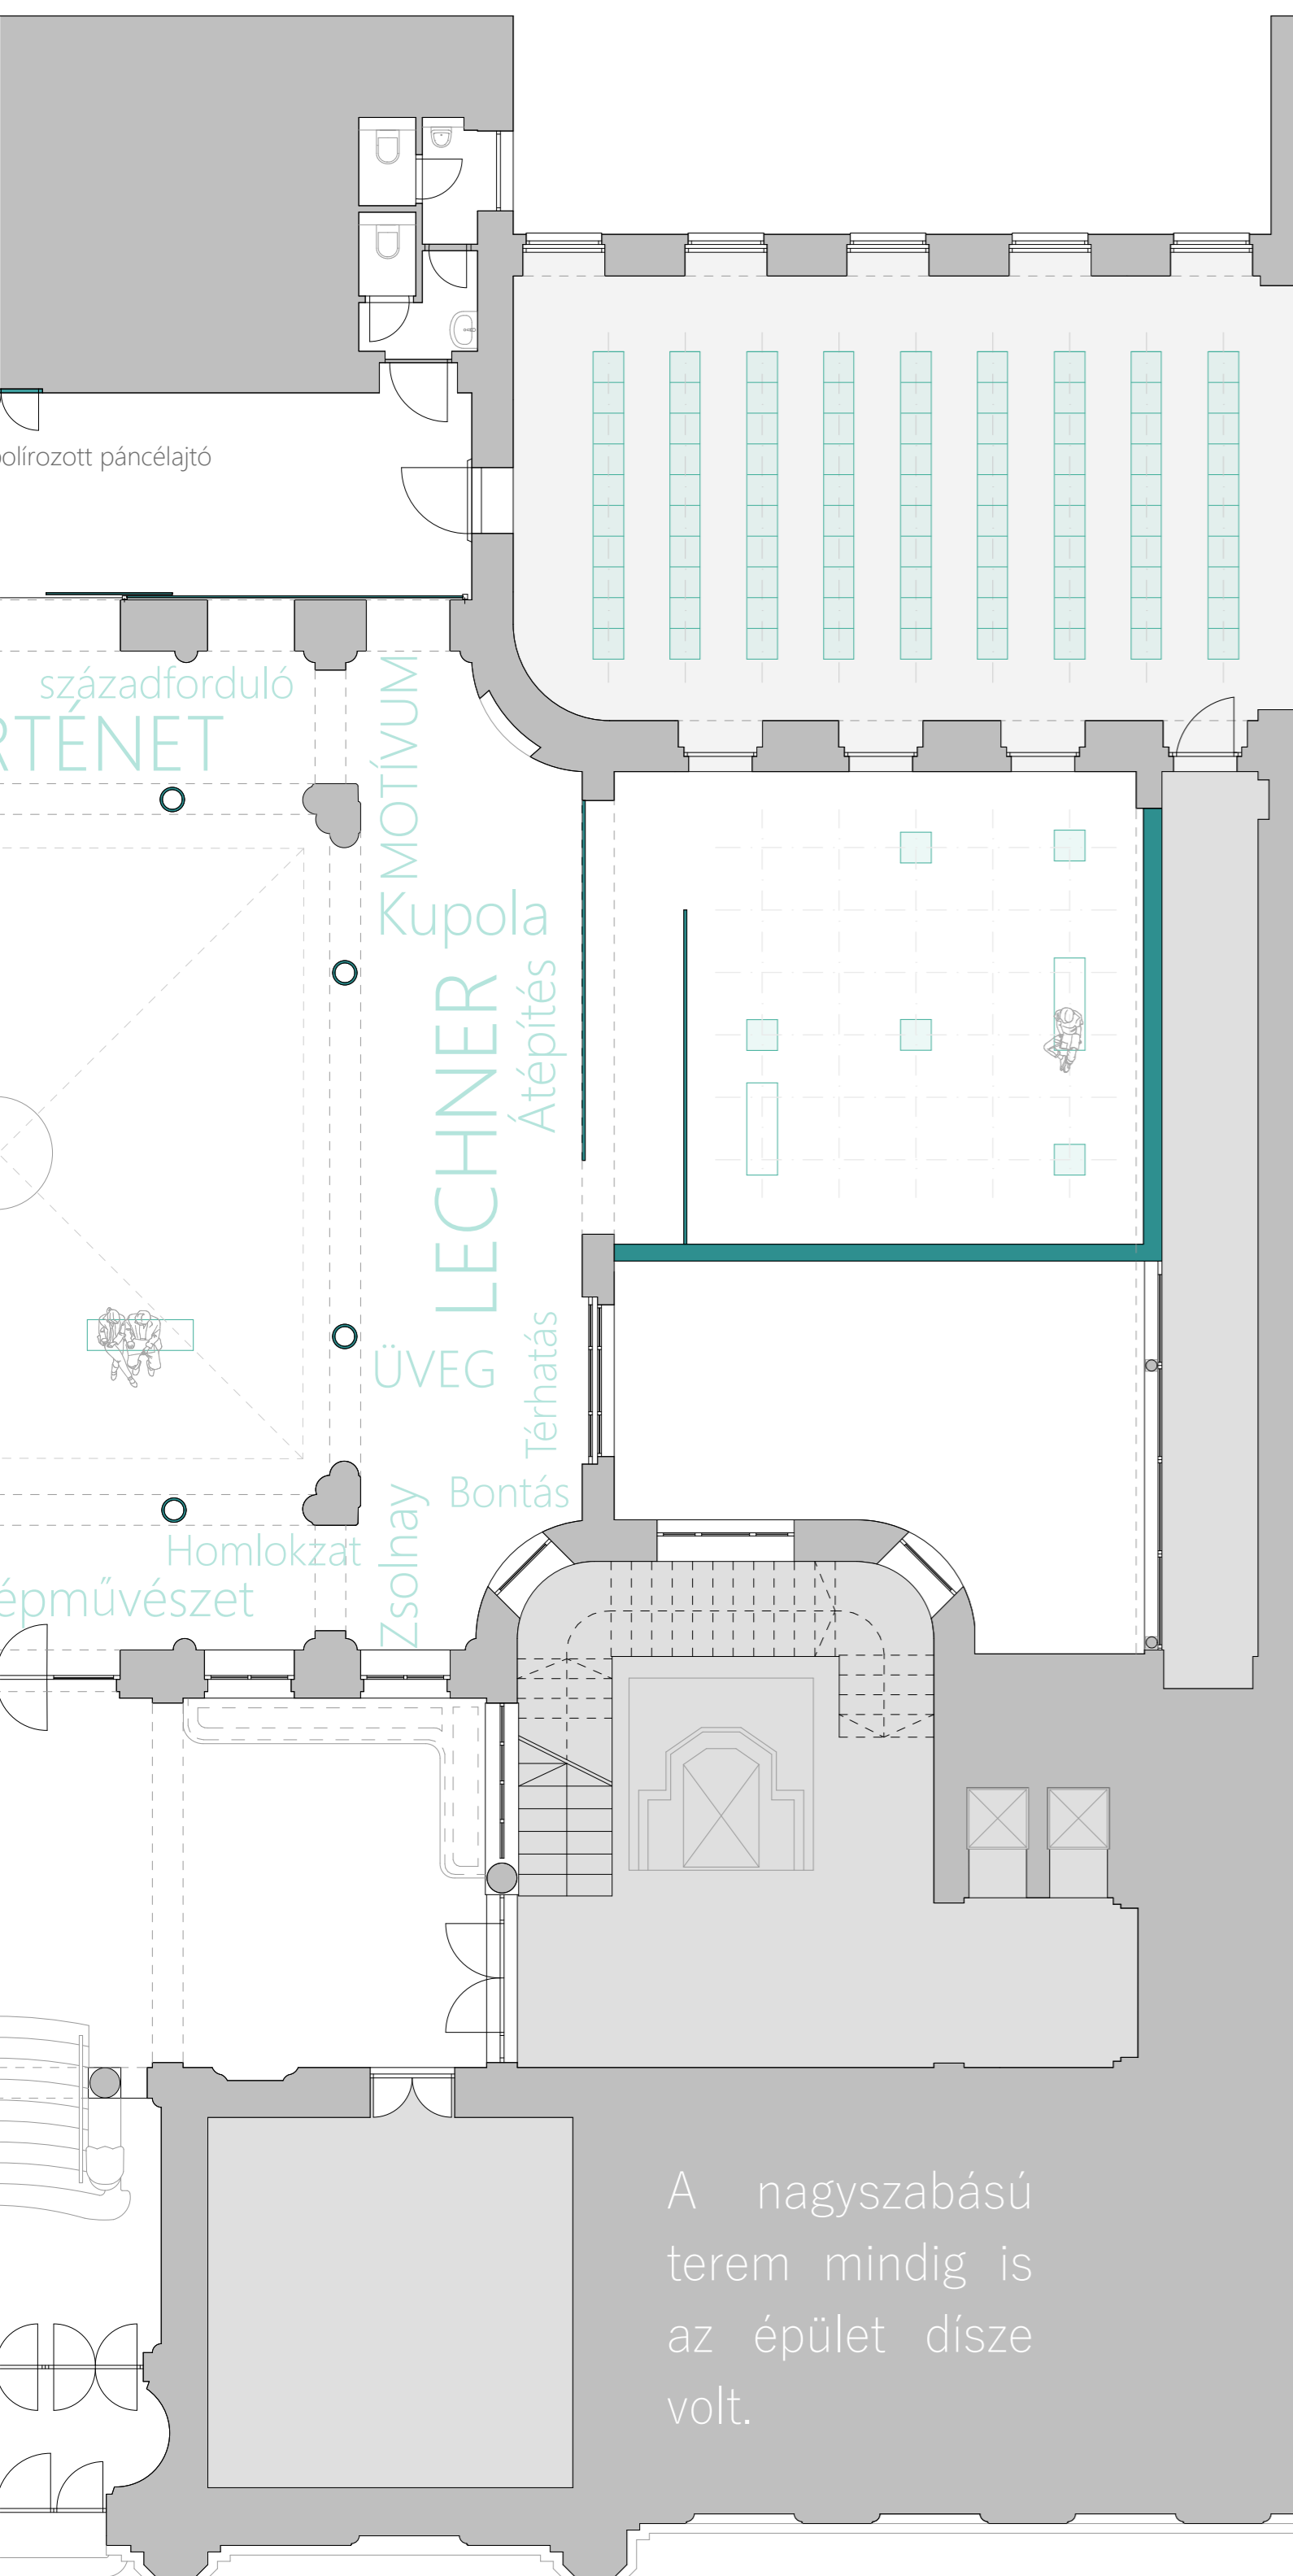 olírozott páncélajtó
századforduló
RTÉNET
MOTÍVUM
Kupola
LECHNER
Átépítés
ÜVEG
Térhatás
Bontás
Zsolnay
Homlokzat
épművészet
A nagyszabású
terem mindig is
az épület dísze
volt.